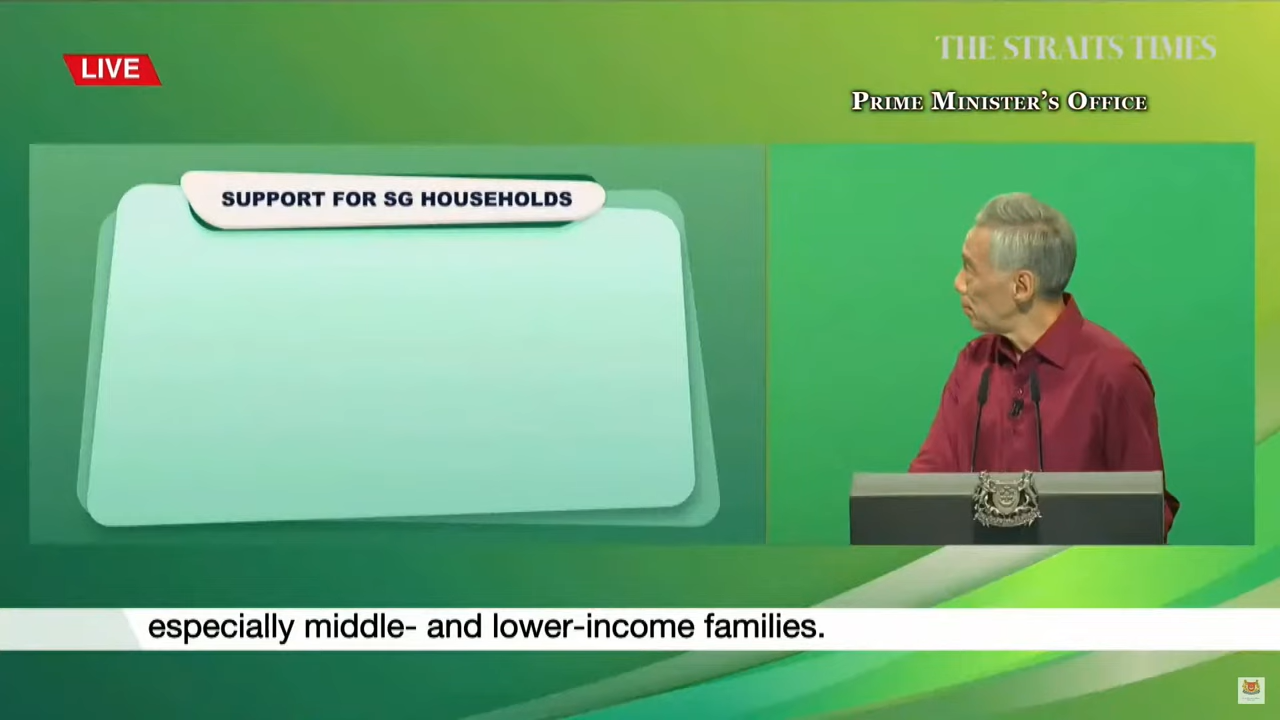 LIVE
THE STRAITS TIMES
PRIME MINISTER'S OFFICE
SUPPORT FOR SG HOUSEHOLDS
especially middle- and lower-income families.